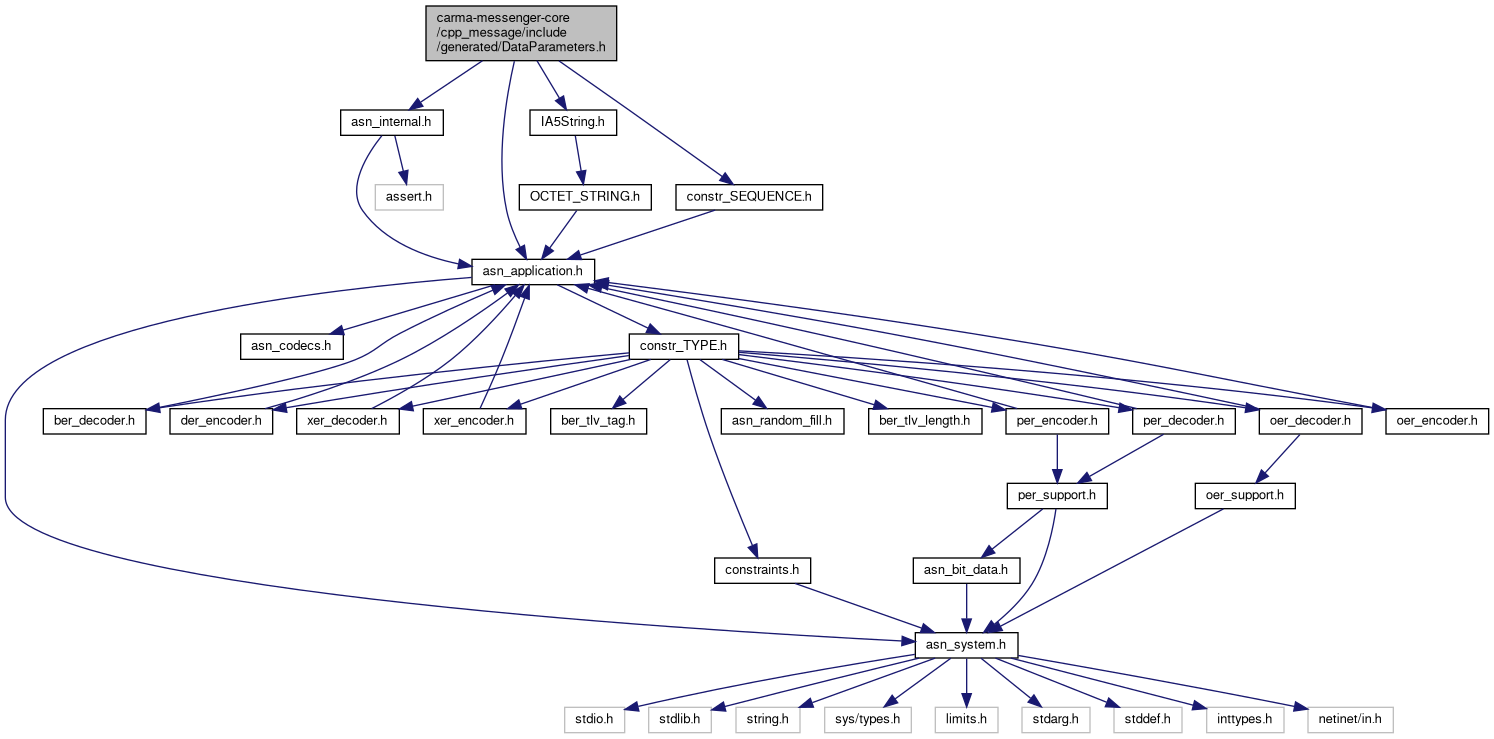 carma-messenger-core
/cpp_message/include
/generated/DataParameters.h
asn_internal.h
IA5String.h
assert.h
OCTET_STRING.h
constr_SEQUENCE.h
asn_application.h
asn_codecs.h
constr_TYPE.h
ber_decoder.h
der_encoder.h
xer_decoder.h
xer_encoder.h
ber_tlv_tag.h
asn_random_fill.h
ber_tlv_length.h
per_encoder.h
per_decoder.h
oer_decoder.h
oer_encoder.h
per_support.h
oer_support.h
constraints.h
asn_bit_data.h
asn_system.h
stdio.h
stdlib.h
string.h
sys/types.h
limits.h
stdarg.h
stddef.h
inttypes.h
netinet/in.h